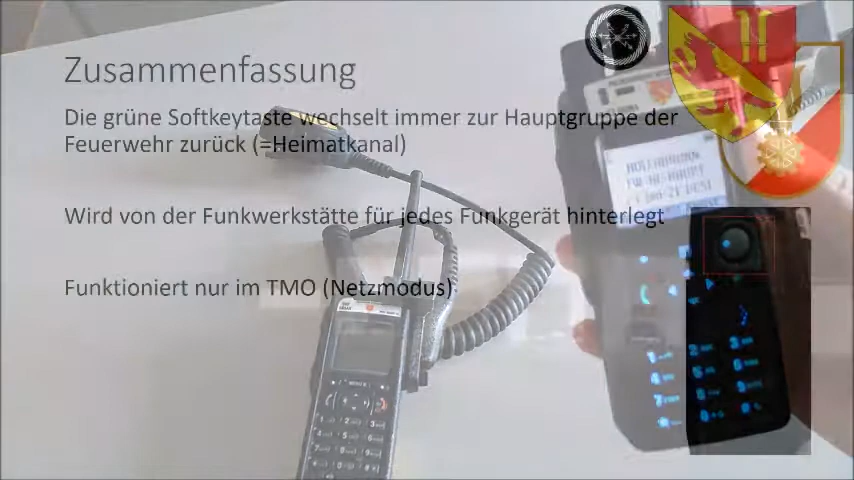 Zusammenfassung
Die grüne Softkeytaste wechselt immer zur Hauptgruppe der
Feuerwehr zurück (=Heimatkanal)
Wird von der Funkwerkstätte für jedes Funkgerät hinterlegt
Funktioniert nur im TMO (Netzmodus)